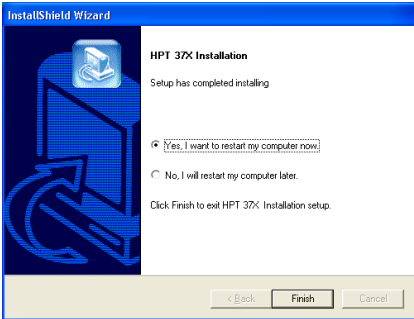 InstallShield Wizard
HPT 37X Installation
Setup has completed installing
Yes, I want to restart my computer now.
No, I will restart my computer later.
Click Finish to exit HPT 37X Installation setup.
< Back
Finish
Cancel